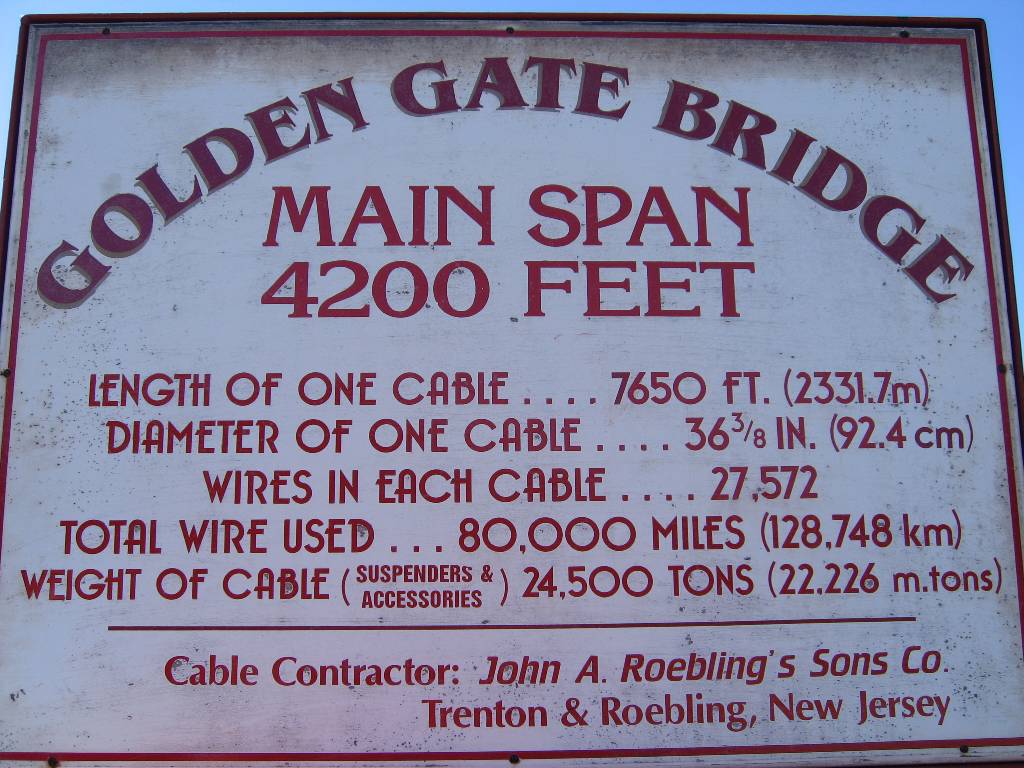 GOLDEN GATE BRIDGE
MAIN SPAN
4200 FEET
LENGTH OF ONE CABLE .... 7650 FT. (2331.7m)
DIAMETER OF ONE CABLE .... 36 3/8 IN. (92.4 cm)
WIRES IN EACH CABLE .... 27,572
TOTAL WIRE USED ... 80,000 MILES (128,748 km)
WEIGHT OF CABLE (SUSPENDERS & ACCESSORIES) 24,500 TONS (22,226 m.tons)
Cable Contractor: John A. Roebling's Sons Co.
Trenton & Roebling, New Jersey